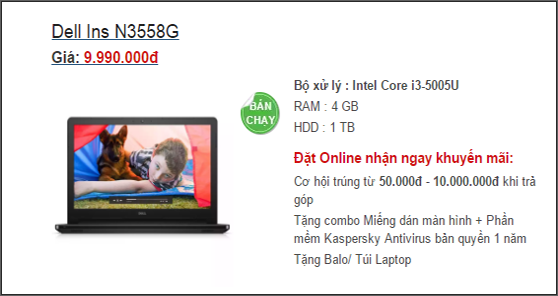 Dell Ins N3558G
Giá: 9.990.000đ
BÁN
CHẠY
Bộ xử lý : Intel Core i3-5005U
RAM : 4 GB
HDD : 1 TB
Đặt Online nhận ngay khuyến mãi:
Cơ hội trúng từ 50.000đ - 10.000.000đ khi trả
góp
Tặng combo Miếng dán màn hình + Phần
mềm Kaspersky Antivirus bản quyền 1 năm
Tặng Balo/ Túi Laptop